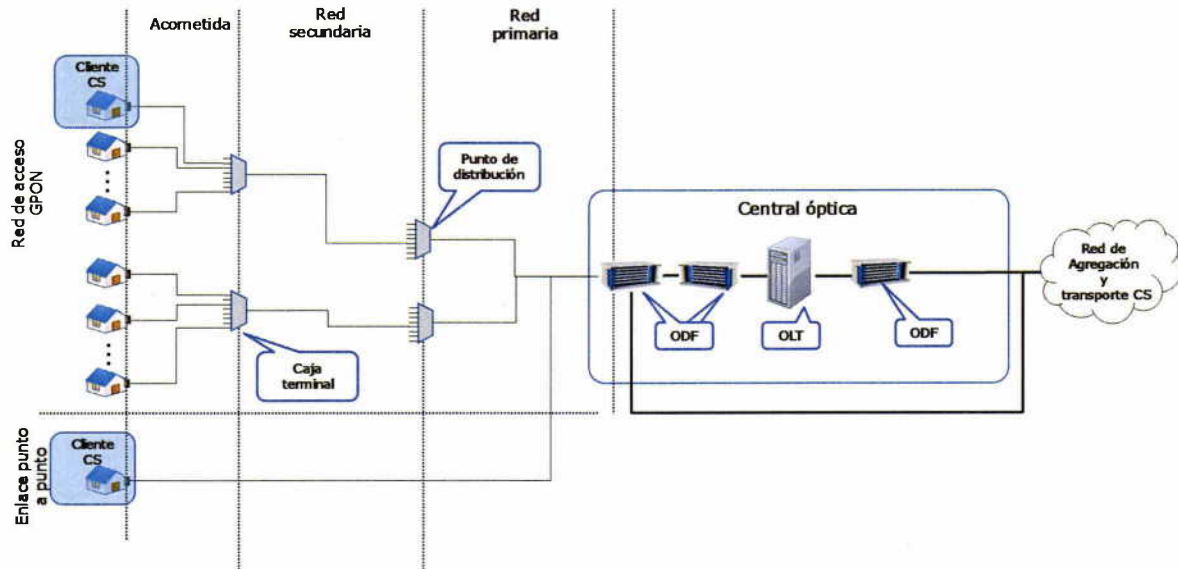 Acometida
Red
secundaria
Red
primaria
Cliente
CS
Red de acceso
GPON
Punto de
distribución
Central óptica
Red de
Agregación
y
transporte CS
ODF
OLT
ODF
Caja
terminal
Cliente
CS
Enlace punto
a punto